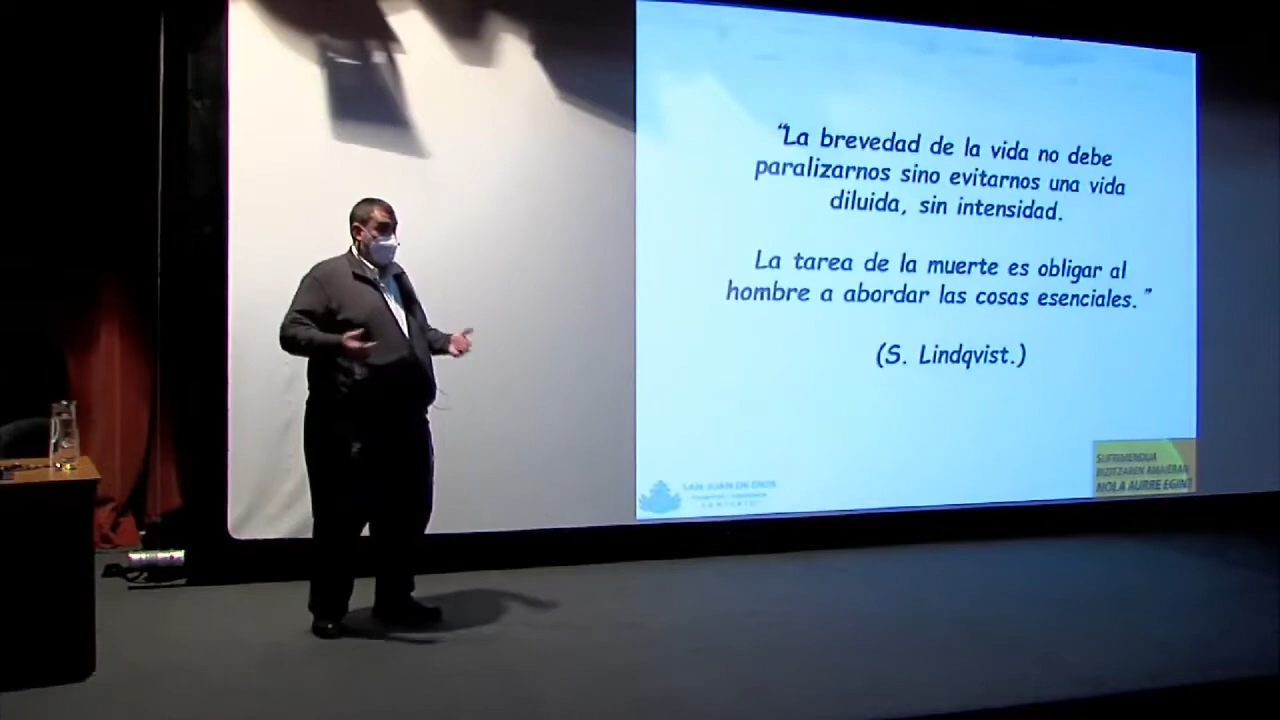 "La brevedad de la vida no debe
paralizarnos sino evitarnos una vida
diluida, sin intensidad.
La tarea de la muerte es obligar al
hombre a abordar las cosas esenciales."
(S. Lindqvist.)
SAN JUAN DE DIOS
SUFRIMENDUA
BIZITZAREN AMAIERAN
NOLA AURRE EGIN?